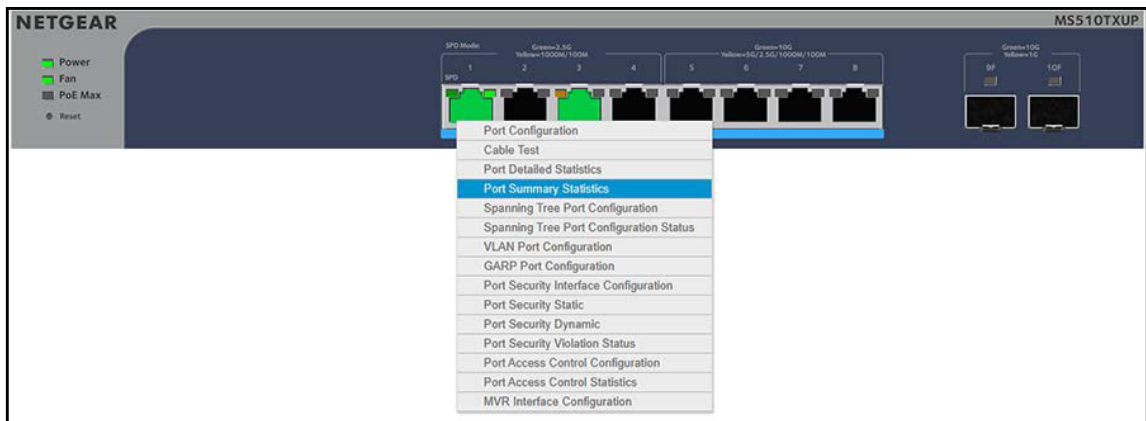 NETGEAR
MS510TXUP
Power
Fan
PoE Max
Reset
SPD Mode: Green=2.5G
Yellow=1000M/100M
Green=10G
Yellow=5G/2.5G/1000M/100M
Green=10G
Yellow=1G
1 2 3 4 5 6 7 8 9F 10F
SPD
Port Configuration
Cable Test
Port Detailed Statistics
Port Summary Statistics
Spanning Tree Port Configuration
Spanning Tree Port Configuration Status
VLAN Port Configuration
GARP Port Configuration
Port Security Interface Configuration
Port Security Static
Port Security Dynamic
Port Security Violation Status
Port Access Control Configuration
Port Access Control Statistics
MVR Interface Configuration